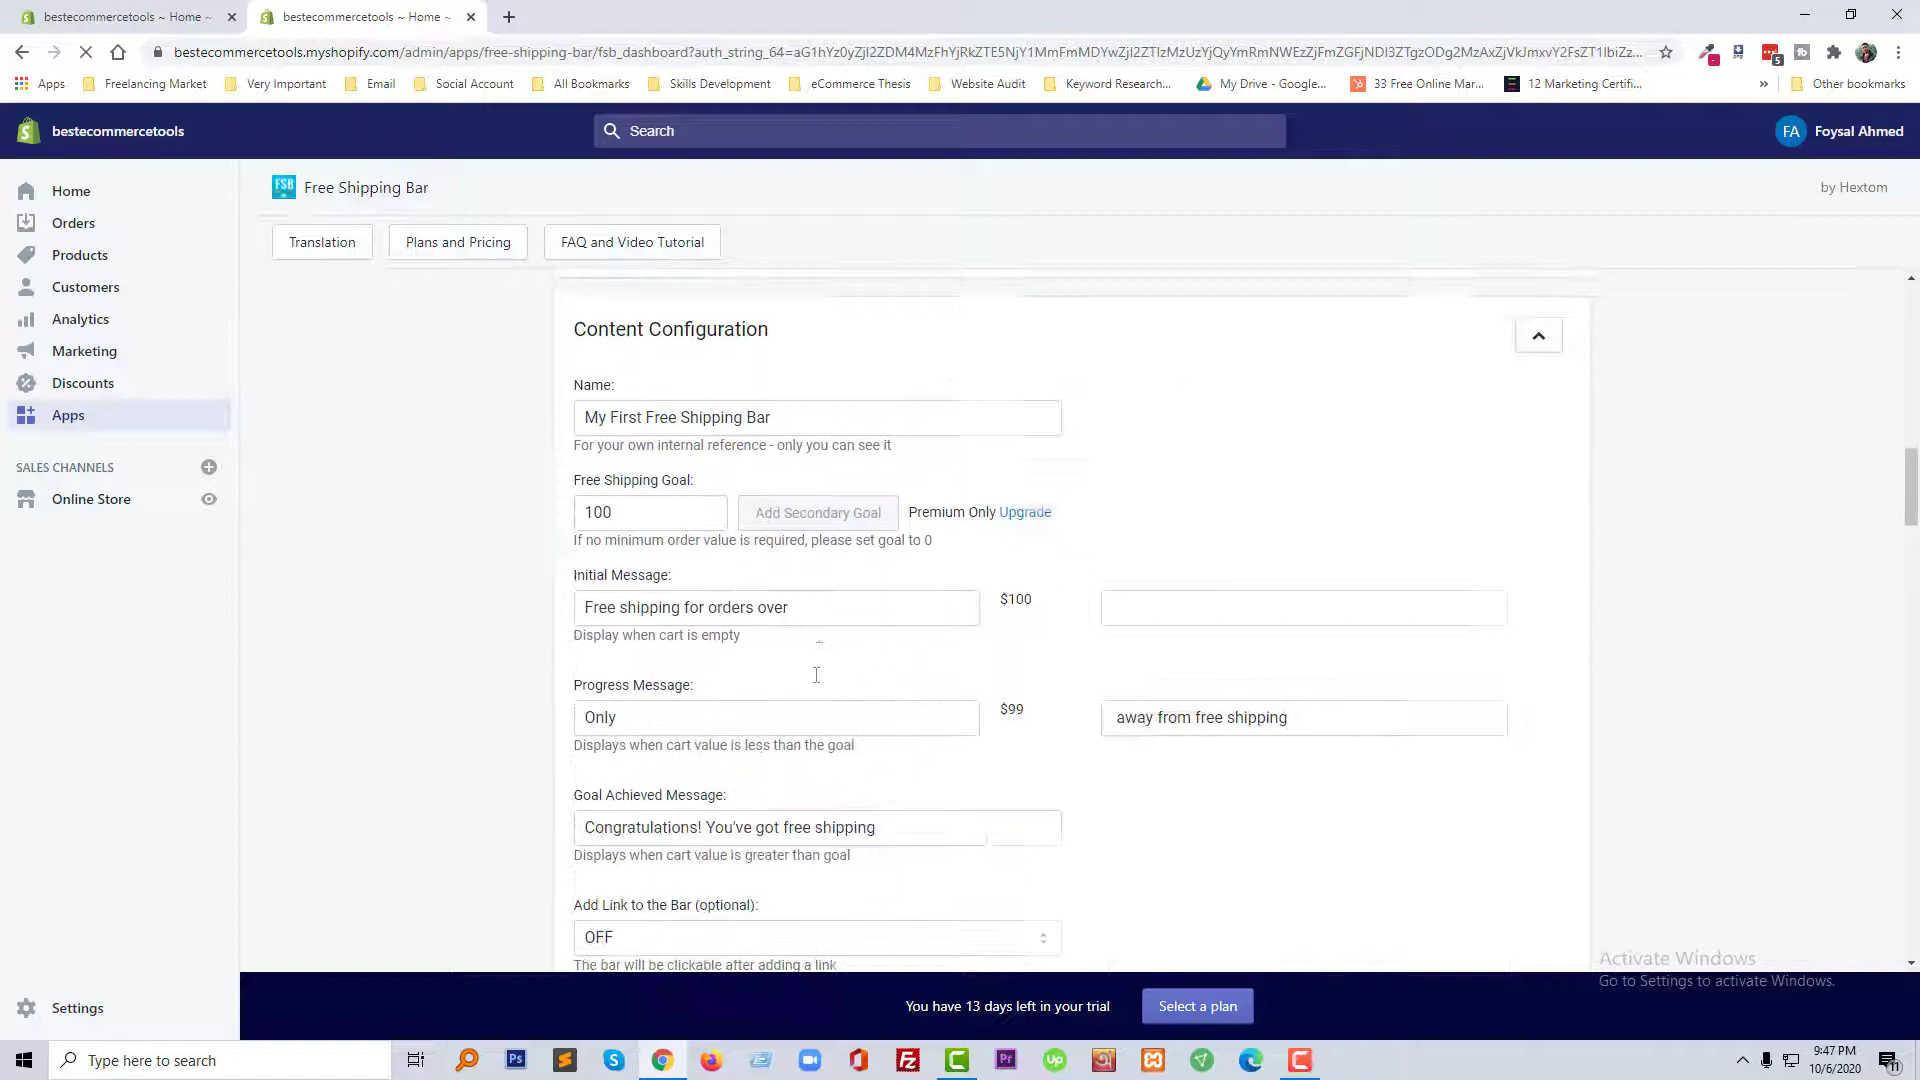 bestecommercetools ~ Home ~
bestecommercetools ~ Home ~
bestecommercetools.myshopify.com/admin/apps/free-shipping-bar/fsb_dashboard?auth_string_64=
Apps
Freelancing Market
Very Important
Email
Social Account
All Bookmarks
Skills Development
eCommerce Thesis
Website Audit
Keyword Research...
My Drive - Google...
33 Free Online Mar...
12 Marketing Certifi...
Other bookmarks
bestecommercetools
Search
FA
Foysal Ahmed
Home
Orders
Products
Customers
Analytics
Marketing
Discounts
Apps
SALES CHANNELS
Online Store
Settings
FSB
Free Shipping Bar
by Hextom
Translation
Plans and Pricing
FAQ and Video Tutorial
Content Configuration
Name:
My First Free Shipping Bar
For your own internal reference - only you can see it
Free Shipping Goal:
100
Add Secondary Goal
Premium Only Upgrade
If no minimum order value is required, please set goal to 0
Initial Message:
Free shipping for orders over
$100
Display when cart is empty
Progress Message:
Only
$99
away from free shipping
Displays when cart value is less than the goal
Goal Achieved Message:
Congratulations! You've got free shipping
Displays when cart value is greater than goal
Add Link to the Bar (optional):
OFF
The bar will be clickable after adding a link
Activate Windows
Go to Settings to activate Windows.
You have 13 days left in your trial
Select a plan
Type here to search
9:47 PM
10/6/2020